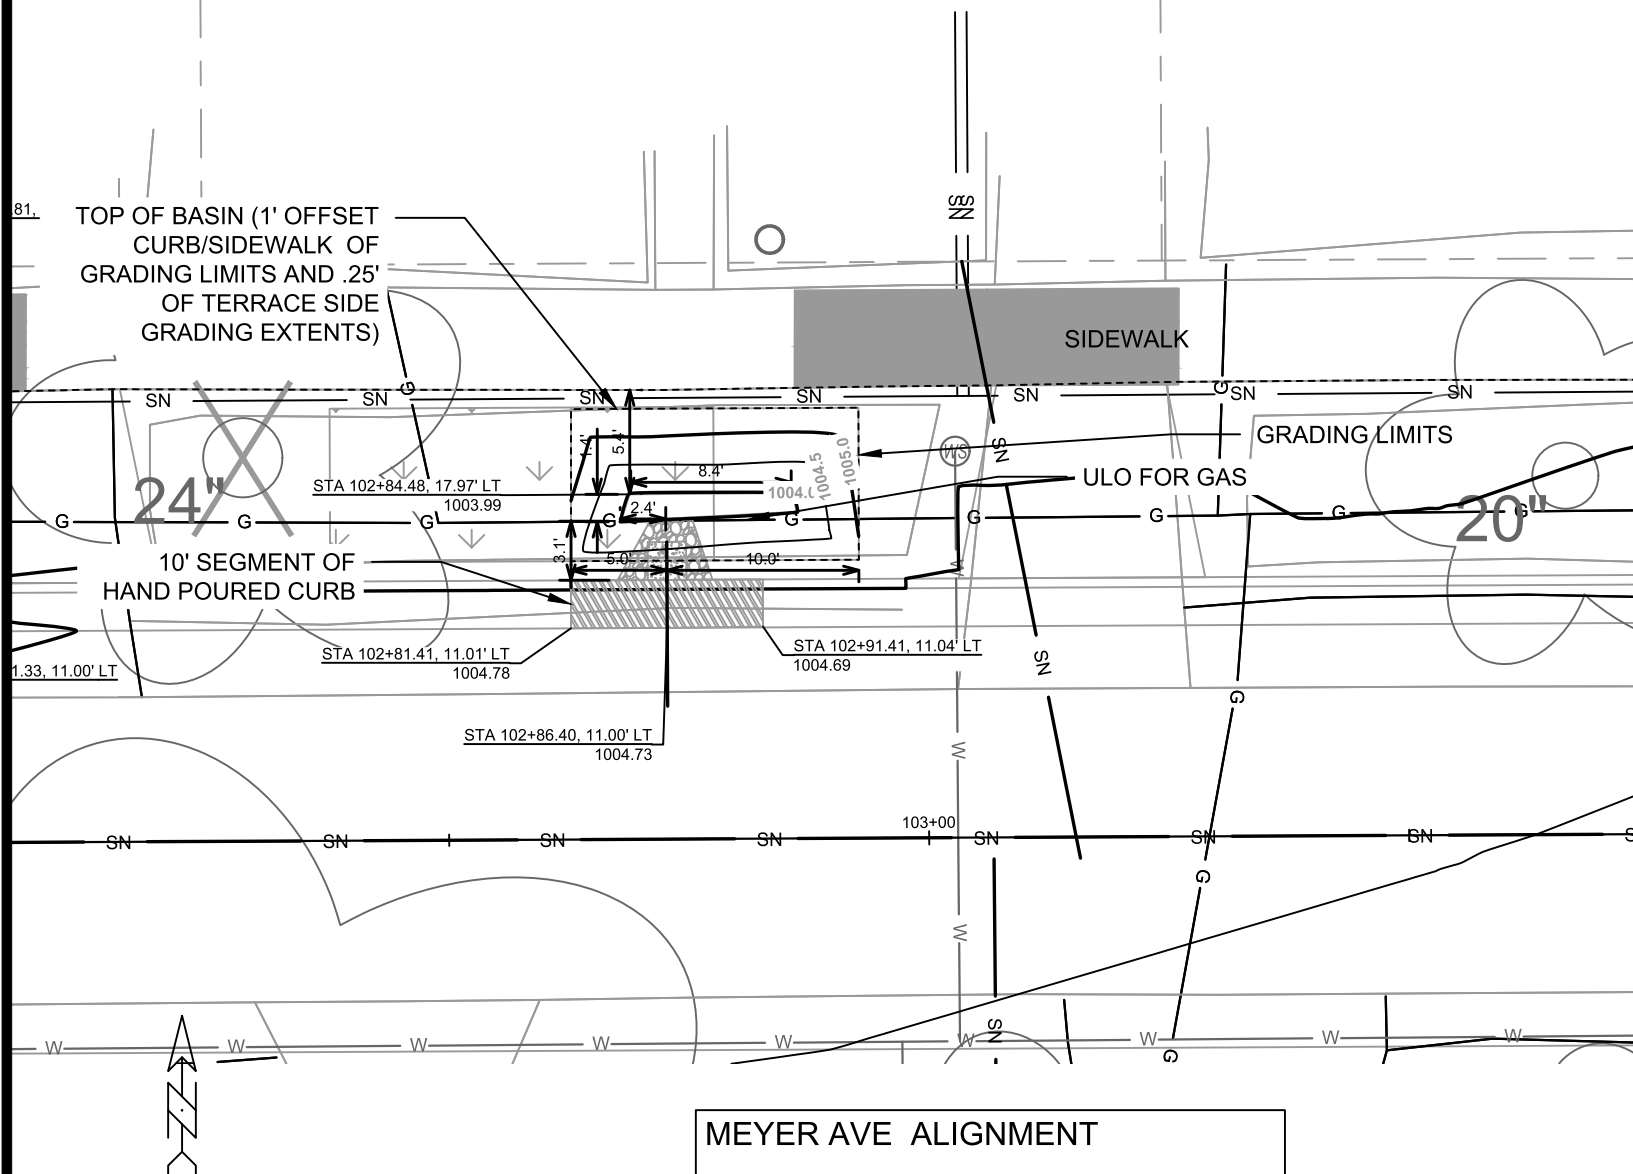 SN
SN
81,
TOP OF BASIN (1' OFFSET
CURB/SIDEWALK OF
GRADING LIMITS AND .25'
OF TERRACE SIDE
GRADING EXTENTS)
SIDEWALK
G
G
SN
SN
SN
SN
SN
SN
SN
GRADING LIMITS
WS
SN
1.4'
5.4'
8.4'
1004.5
1005.0
ULO FOR GAS
STA 102+84.48, 17.97' LT
1003.99
24"
20"
2.4'
G
G
G
G
G
G
G
G
G
3.1'
5.0'
10.0'
W
10' SEGMENT OF
HAND POURED CURB
STA 102+81.41, 11.01' LT
1004.78
STA 102+91.41, 11.04' LT
1004.69
SN
1.33, 11.00' LT
G
STA 102+86.40, 11.00' LT
1004.73
W
103+00
SN
SN
SN
SN
SN
SN
SN
G
W
SN
W
W
W
W
W
W
W
W
W
G
MEYER AVE ALIGNMENT